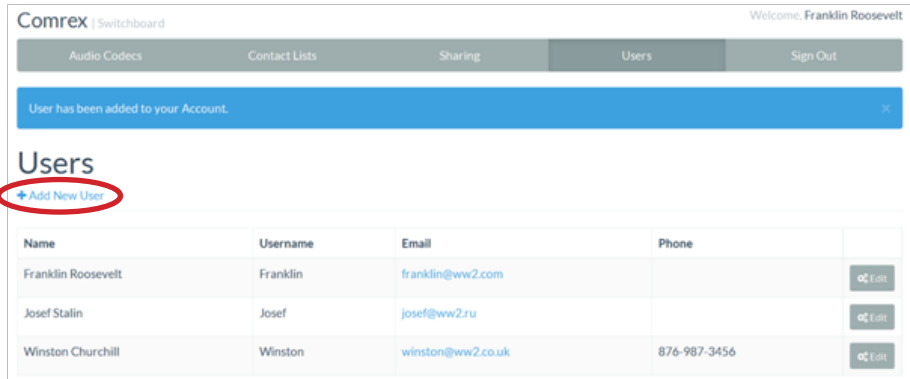 Comrex | Switchboard
Welcome, Franklin Roosevelt
Audio Codecs Contact Lists Sharing Users Sign Out
User has been added to your Account. ×
Users
+ Add New User
Name Username Email Phone
Franklin Roosevelt Franklin franklin@ww2.com Edit
Josef Stalin Josef josef@ww2.ru Edit
Winston Churchill Winston winston@ww2.co.uk 876-987-3456 Edit